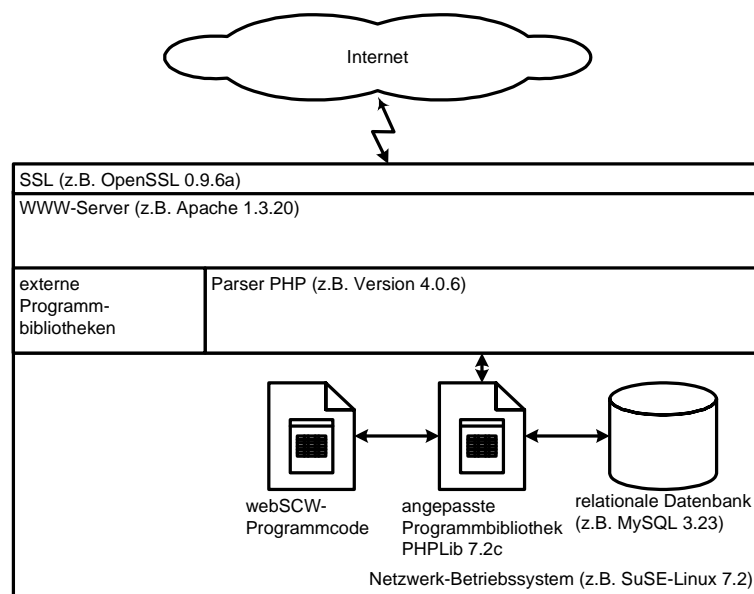 Internet
SSL (z.B. OpenSSL 0.9.6a)
WWW-Server (z.B. Apache 1.3.20)
externe
Programm-
bibliotheken
Parser PHP (z.B. Version 4.0.6)
webSCW-
Programmcode
angepasste
Programmbibliothek
PHPLib 7.2c
relationale Datenbank
(z.B. MySQL 3.23)
Netzwerk-Betriebssystem (z.B. SuSE-Linux 7.2)